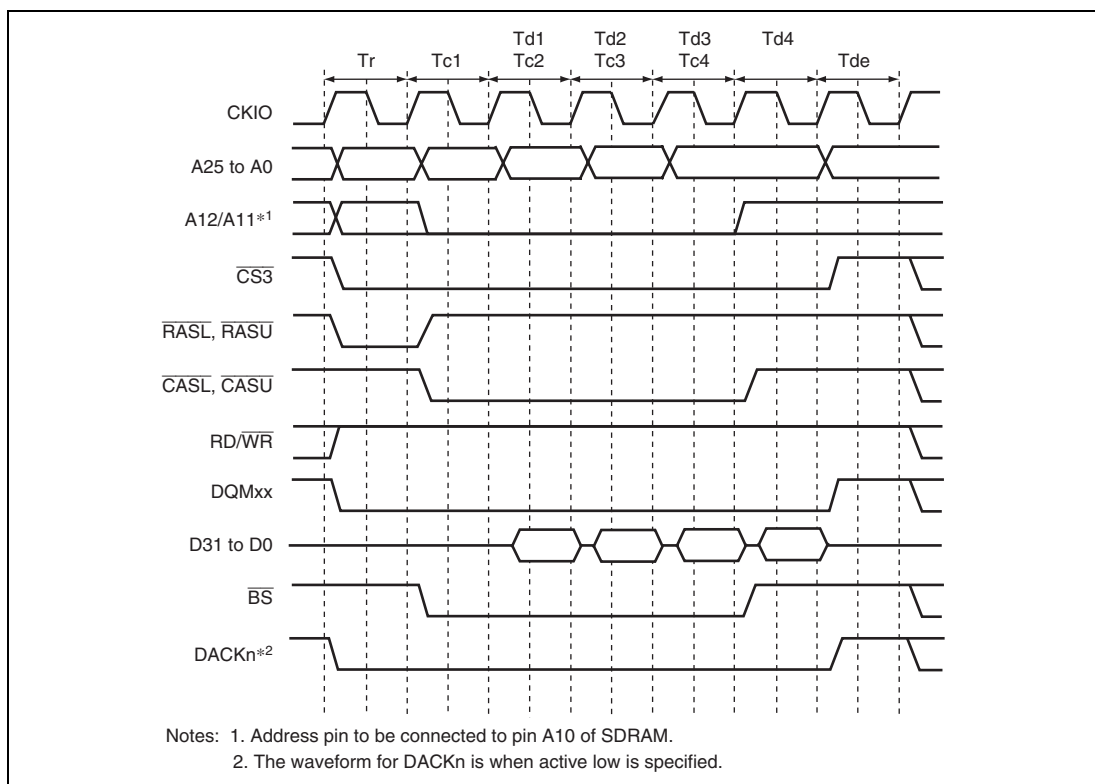 Td1 Td2 Td3 Td4
Tr Tc1 Tc2 Tc3 Tc4 Tde
CKIO
A25 to A0
A12/A11*1
CS3
RASL, RASU
CASL, CASU
RD/WR
DQMxx
D31 to D0
BS
DACKn*2
Notes: 1. Address pin to be connected to pin A10 of SDRAM.
2. The waveform for DACKn is when active low is specified.